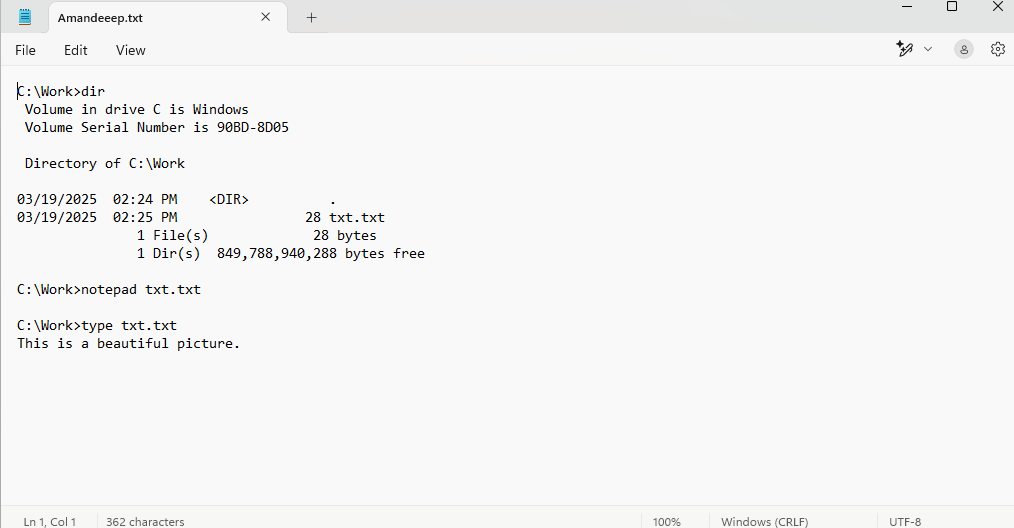 Amandeeep.txt
File Edit View
C:\Work>dir
 Volume in drive C is Windows
 Volume Serial Number is 90BD-8D05

 Directory of C:\Work

03/19/2025  02:24 PM    <DIR>          .
03/19/2025  02:25 PM                28 txt.txt
               1 File(s)             28 bytes
               1 Dir(s)  849,788,940,288 bytes free

C:\Work>notepad txt.txt

C:\Work>type txt.txt
This is a beautiful picture.
Ln 1, Col 1 362 characters 100% Windows (CRLF) UTF-8